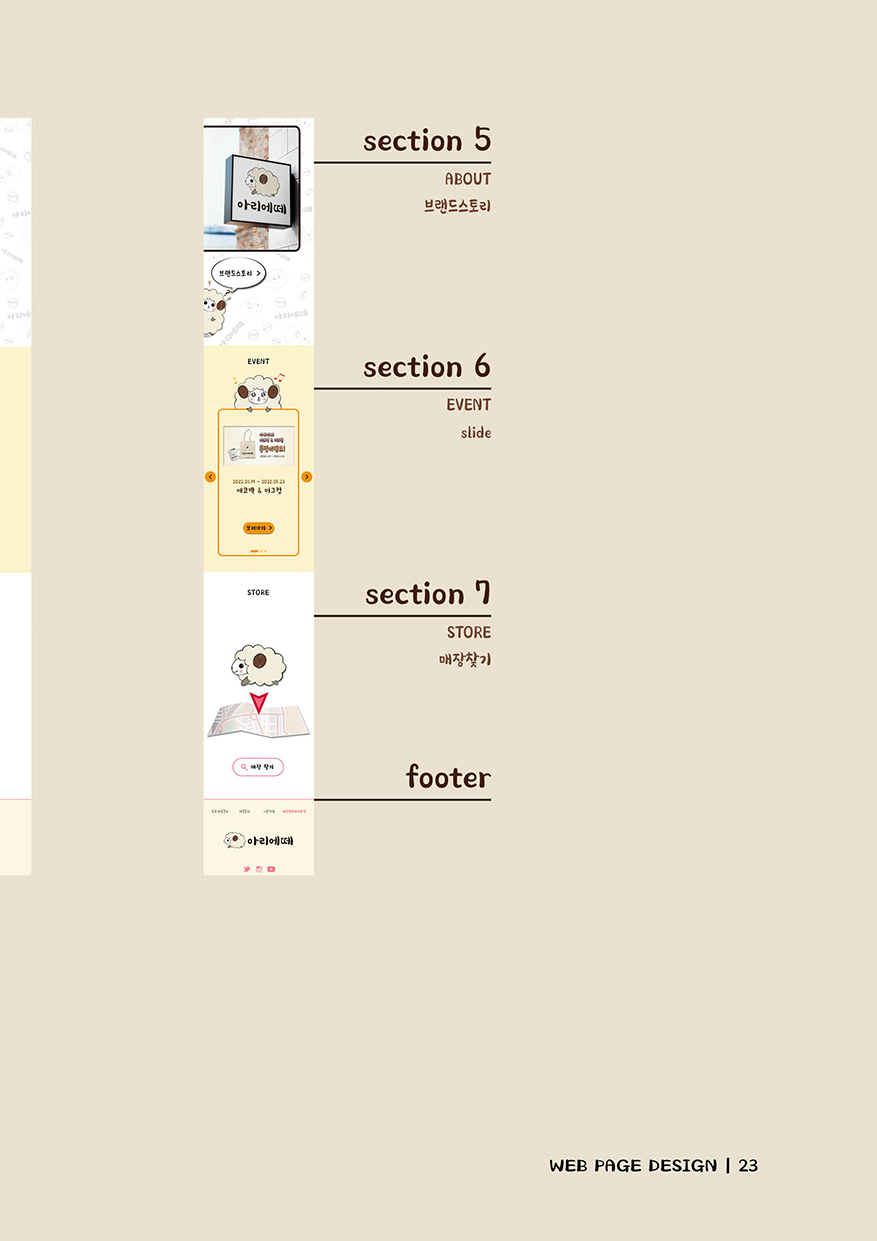 section 5
ABOUT
브랜드스토리
아리에떼
브랜드스토리 >
section 6
EVENT
slide
EVENT
2022.01.19 ~ 2022.01.23
에코백 & 머그컵
보러가기 >
section 7
STORE
매장찾기
STORE
매장 찾기
footer
아리에떼
WEB PAGE DESIGN | 23